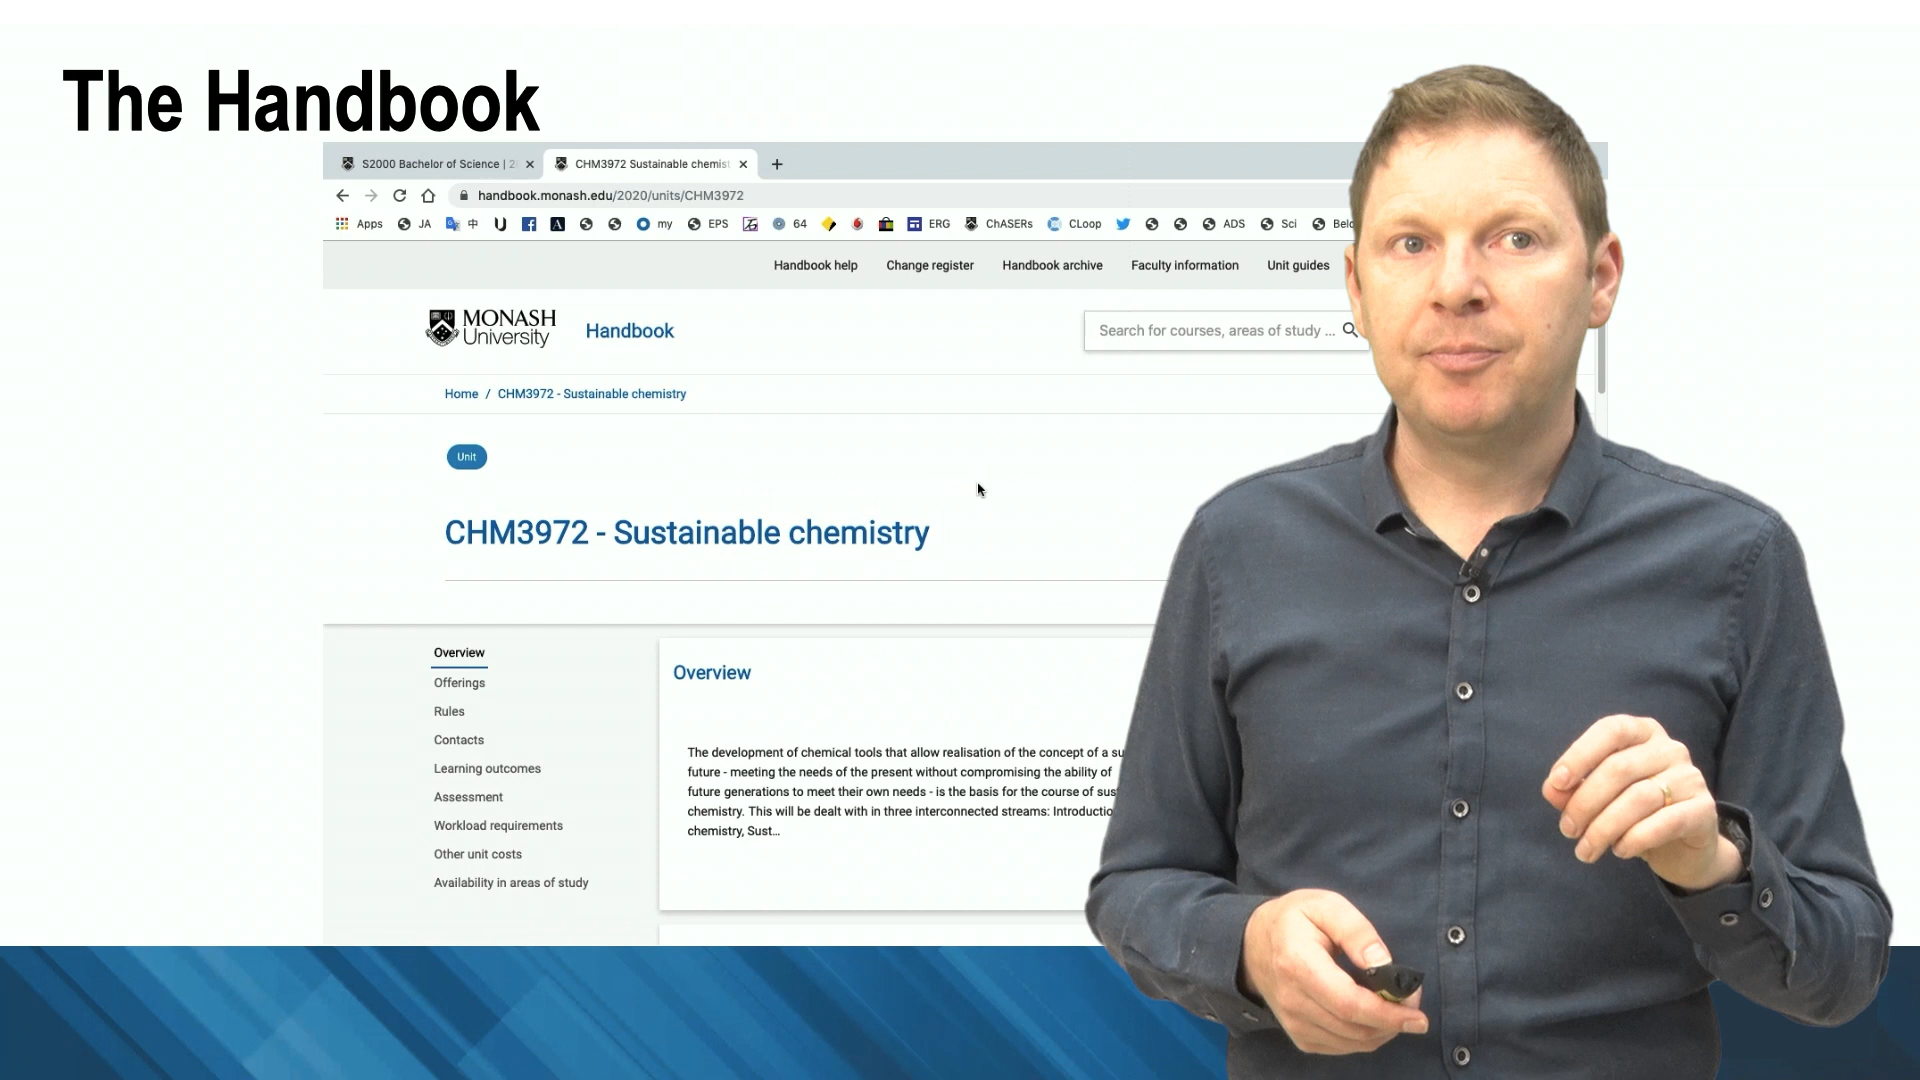 The Handbook
S2000 Bachelor of Science | 2
CHM3972 Sustainable chemist
handbook.monash.edu/2020/units/CHM3972
Apps JA 中 my EPS 64 ERG ChASERs CLoop ADS Sci
Handbook help Change register Handbook archive Faculty information Unit guides
MONASH University Handbook
Search for courses, areas of study ...
Home / CHM3972 - Sustainable chemistry
Unit
CHM3972 - Sustainable chemistry
Overview
Offerings
Rules
Contacts
Learning outcomes
Assessment
Workload requirements
Other unit costs
Availability in areas of study
Overview
The development of chemical tools that allow realisation of the concept of a su
future - meeting the needs of the present without compromising the ability of
future generations to meet their own needs - is the basis for the course of sus
chemistry. This will be dealt with in three interconnected streams: Introductio
chemistry, Sust...